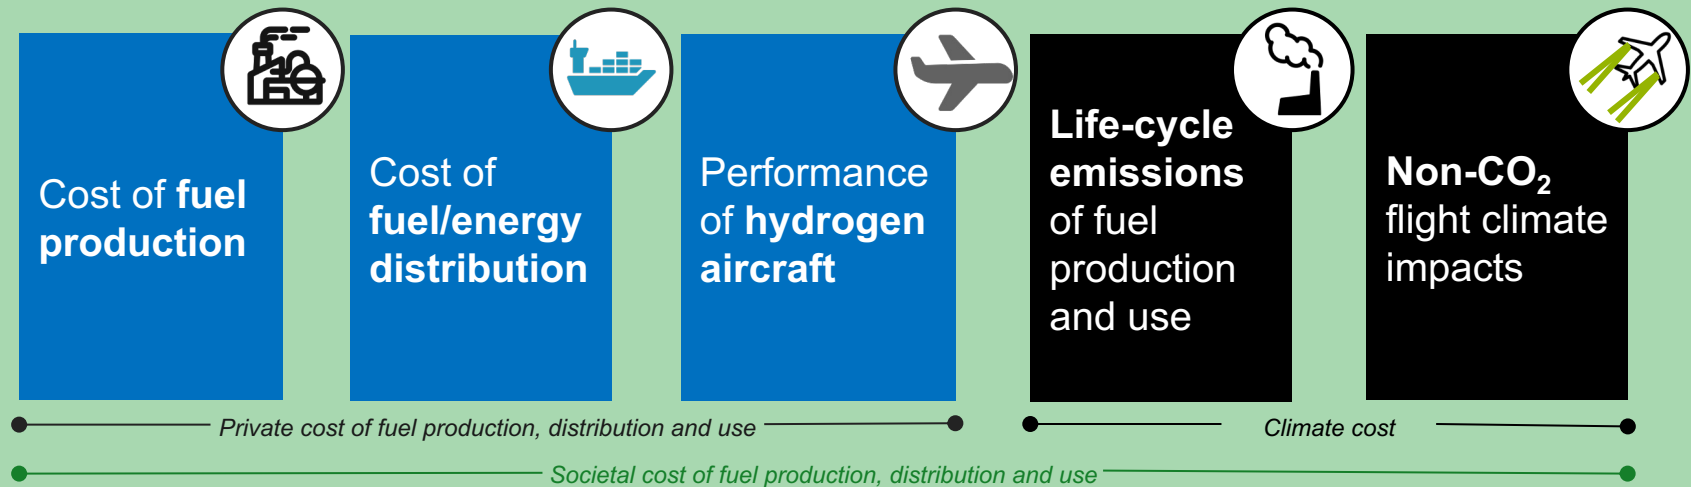 Cost of fuel
production
Cost of
fuel/energy
distribution
Performance
of hydrogen
aircraft
Life-cycle
emissions
of fuel
production
and use
Non-CO₂
flight climate
impacts
Private cost of fuel production, distribution and use
Climate cost
Societal cost of fuel production, distribution and use